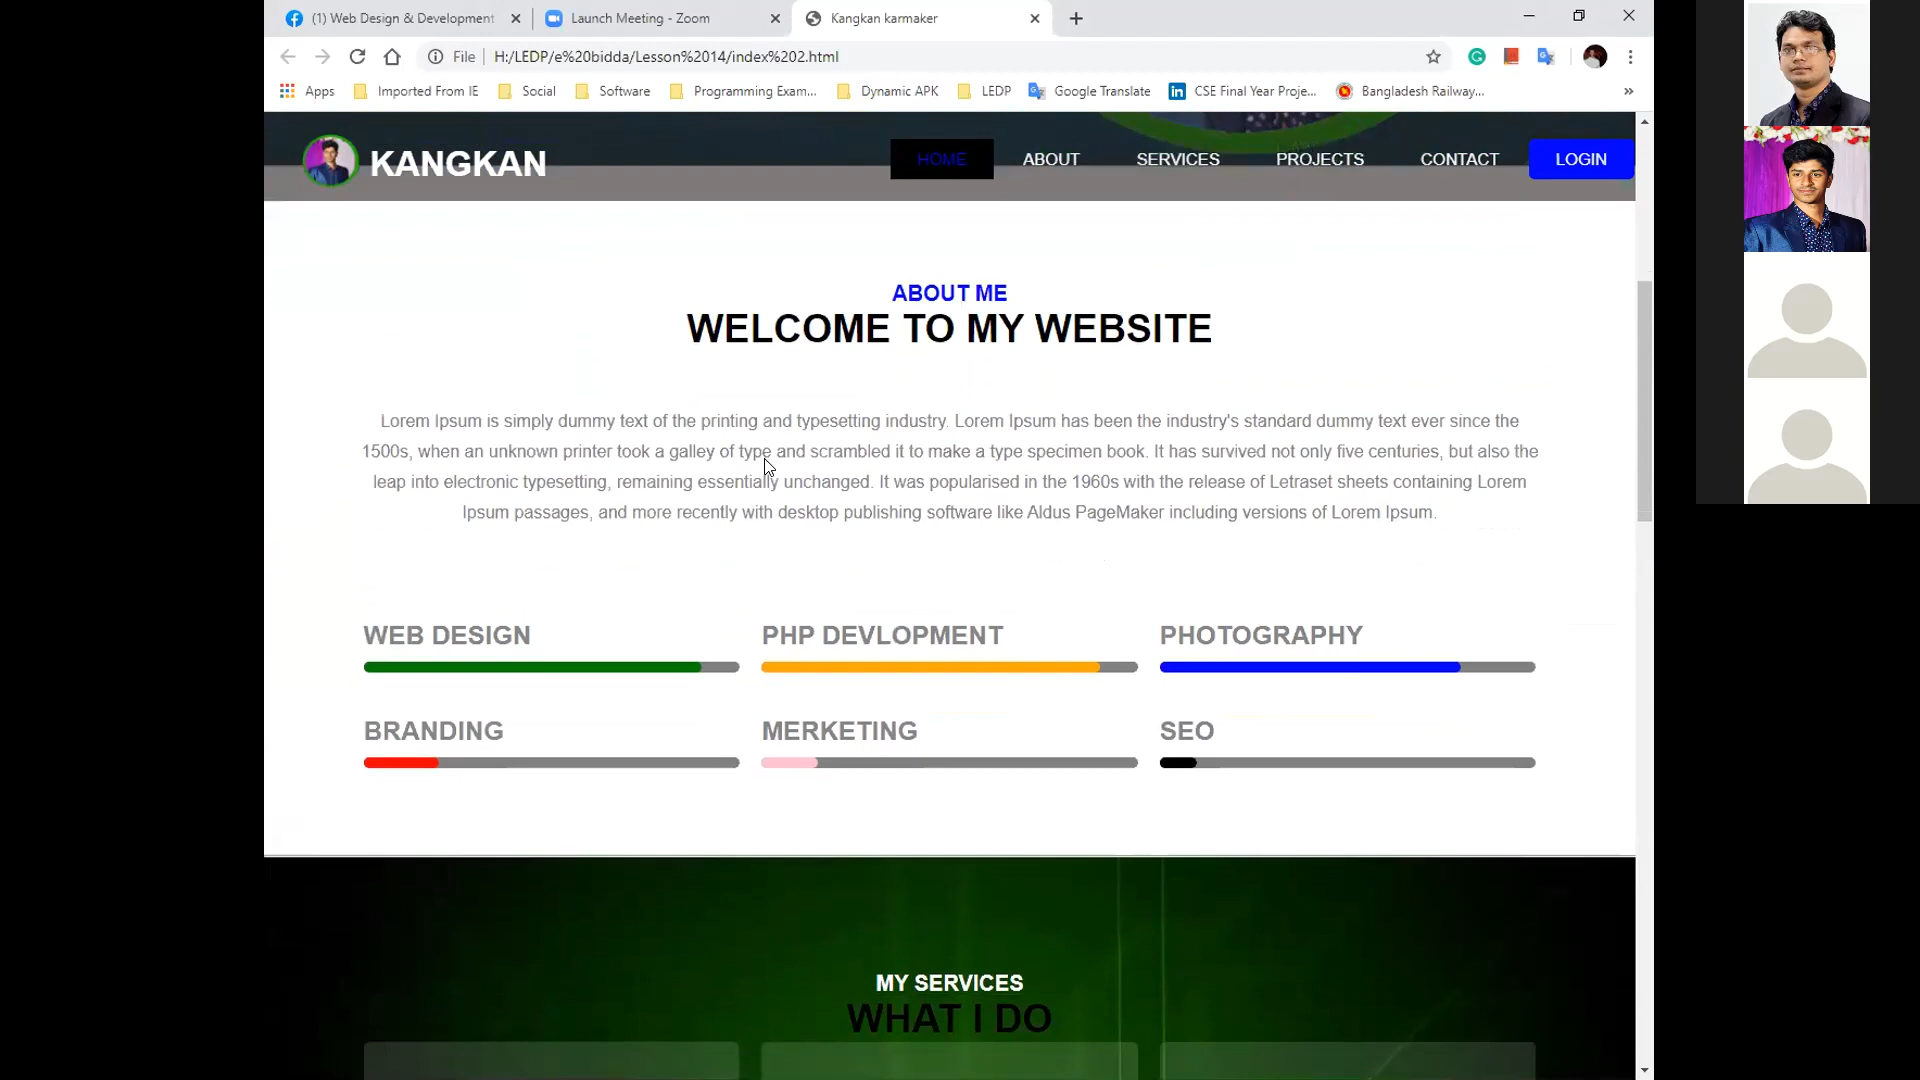 (1) Web Design & Development
Launch Meeting - Zoom
Kangkan karmaker
File
H:/LEDP/e%20bidda/Lesson%2014/index%202.html
Apps
Imported From IE
Social
Software
Programming Exam...
Dynamic APK
LEDP
Google Translate
CSE Final Year Proje...
Bangladesh Railway...
»
KANGKAN
HOME
ABOUT
SERVICES
PROJECTS
CONTACT
LOGIN
ABOUT ME
WELCOME TO MY WEBSITE
Lorem Ipsum is simply dummy text of the printing and typesetting industry. Lorem Ipsum has been the industry's standard dummy text ever since the
1500s, when an unknown printer took a galley of type and scrambled it to make a type specimen book. It has survived not only five centuries, but also the
leap into electronic typesetting, remaining essentially unchanged. It was popularised in the 1960s with the release of Letraset sheets containing Lorem
Ipsum passages, and more recently with desktop publishing software like Aldus PageMaker including versions of Lorem Ipsum.
WEB DESIGN
PHP DEVLOPMENT
PHOTOGRAPHY
BRANDING
MERKETING
SEO
MY SERVICES
WHAT I DO